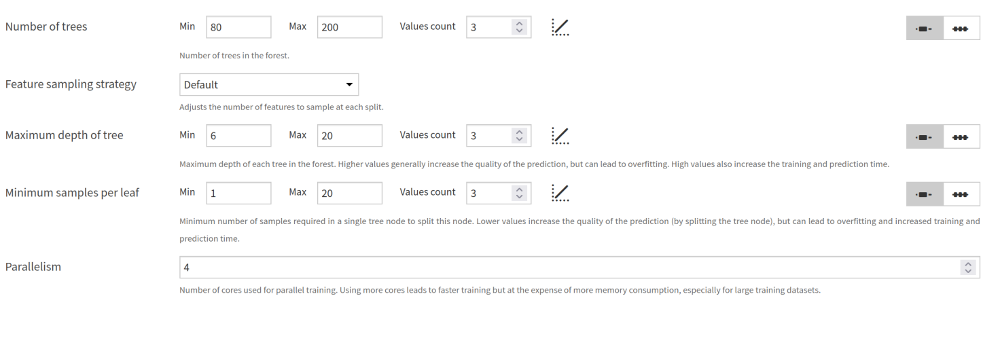 Number of trees Min 80 Max 200 Values count 3
Number of trees in the forest.
Feature sampling strategy Default
Adjusts the number of features to sample at each split.
Maximum depth of tree Min 6 Max 20 Values count 3
Maximum depth of each tree in the forest. Higher values generally increase the quality of the prediction, but can lead to overfitting. High values also increase the training and prediction time.
Minimum samples per leaf Min 1 Max 20 Values count 3
Minimum number of samples required in a single tree node to split this node. Lower values increase the quality of the prediction (by splitting the tree node), but can lead to overfitting and increased training and
prediction time.
Parallelism 4
Number of cores used for parallel training. Using more cores leads to faster training but at the expense of more memory consumption, especially for large training datasets.